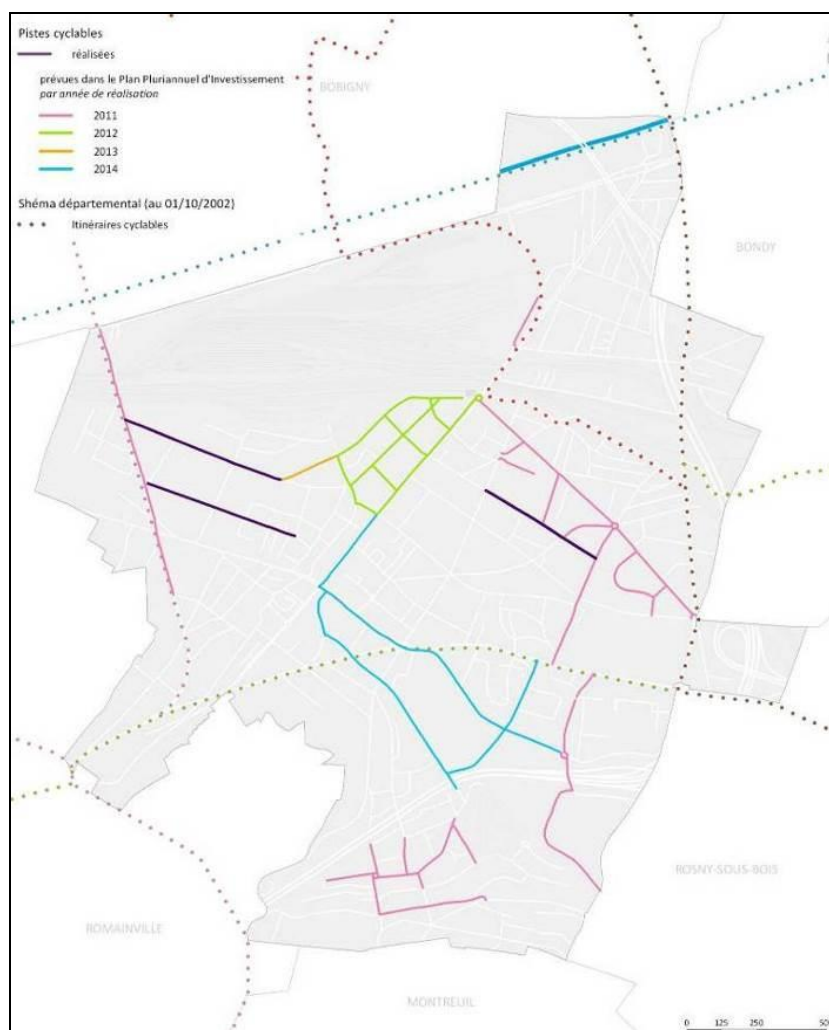 Pistes cyclables
réalisées
prévues dans le Plan Pluriannuel d'Investissement
par année de réalisation
2011
2012
2013
2014
Shéma départemental (au 01/10/2002)
Itinéraires cyclables
BOBIGNY
BONDY
ROSNY-SOUS-BOIS
ROMAINVILLE
MONTREUIL
0 125 250